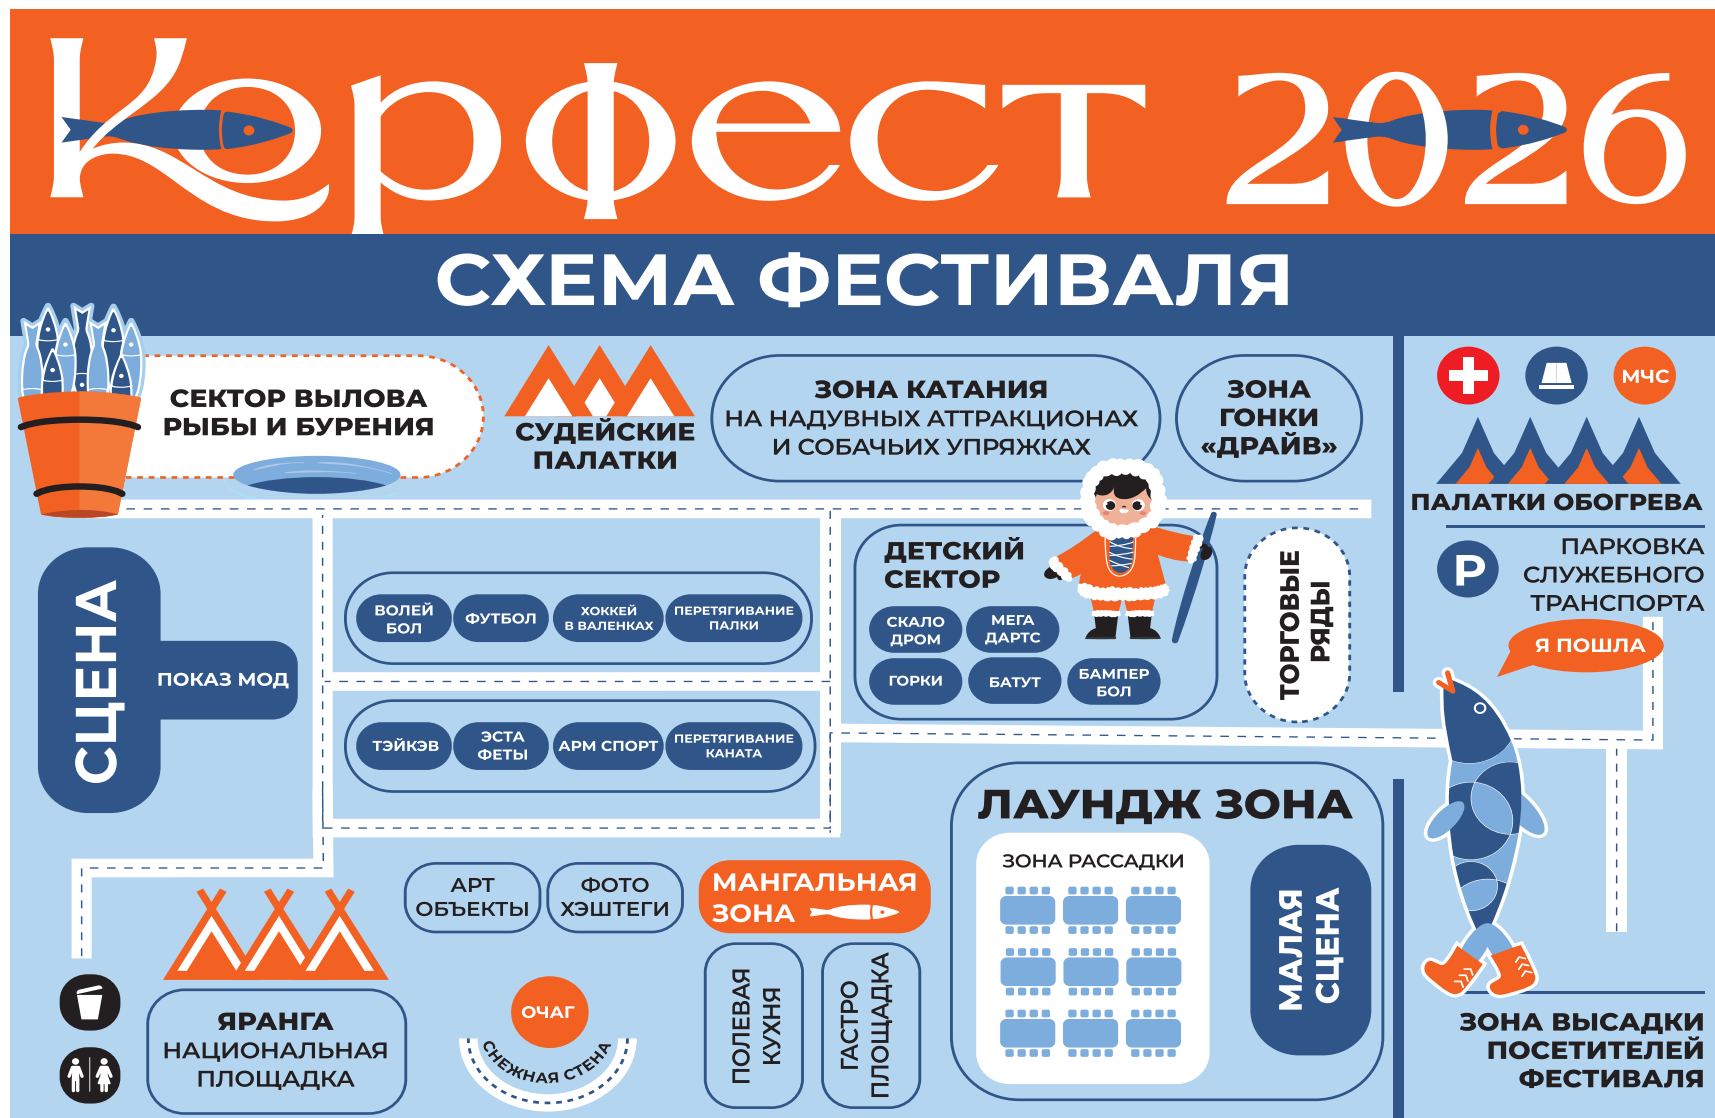 Корфест 2026
СХЕМА ФЕСТИВАЛЯ
СЕКТОР ВЫЛОВА
РЫБЫ И БУРЕНИЯ
СУДЕЙСКИЕ
ПАЛАТКИ
ЗОНА КАТАНИЯ
НА НАДУВНЫХ АТТРАКЦИОНАХ
И СОБАЧЬИХ УПРЯЖКАХ
ЗОНА
ГОНКИ
«ДРАЙВ»
МЧС
ПАЛАТКИ ОБОГРЕВА
P
ПАРКОВКА
СЛУЖЕБНОГО
ТРАНСПОРТА
Я ПОШЛА
СЦЕНА
ПОКАЗ МОД
ВОЛЕЙ
БОЛ
ФУТБОЛ
ХОККЕЙ
В ВАЛЕНКАХ
ПЕРЕТЯГИВАНИЕ
ПАЛКИ
ТЭЙКЭВ
ЭСТА
ФЕТЫ
АРМ СПОРТ
ПЕРЕТЯГИВАНИЕ
КАНАТА
ДЕТСКИЙ
СЕКТОР
СКАЛО
ДРОМ
МЕГА
ДАРТС
ГОРКИ
БАТУТ
БАМПЕР
БОЛ
ТОРГОВЫЕ
РЯДЫ
ЛАУНДЖ ЗОНА
ЗОНА РАССАДКИ
МАЛАЯ
СЦЕНА
АРТ
ОБЪЕКТЫ
ФОТО
ХЭШТЕГИ
МАНГАЛЬНАЯ
ЗОНА
ПОЛЕВАЯ
КУХНЯ
ГАСТРО
ПЛОЩАДКА
ОЧАГ
СНЕЖНАЯ СТЕНА
ЯРАНГА
НАЦИОНАЛЬНАЯ
ПЛОЩАДКА
ЗОНА ВЫСАДКИ
ПОСЕТИТЕЛЕЙ
ФЕСТИВАЛЯ